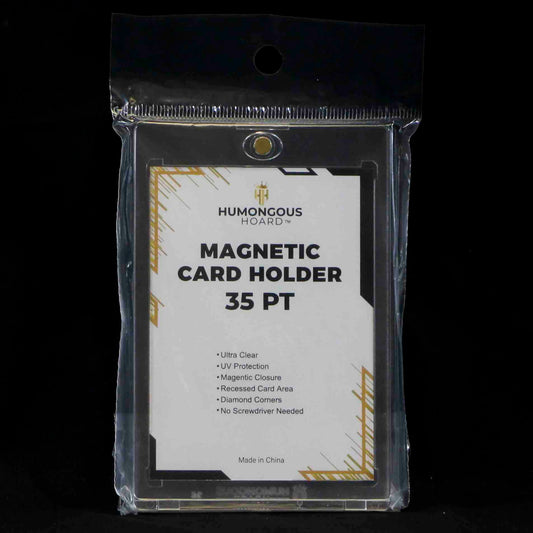 HUMONGOUS
HOARD™
MAGNETIC
CARD HOLDER
35 PT
• Ultra Clear
• UV Protection
• Magentic Closure
• Recessed Card Area
• Diamond Corners
• No Screwdriver Needed
Made in China